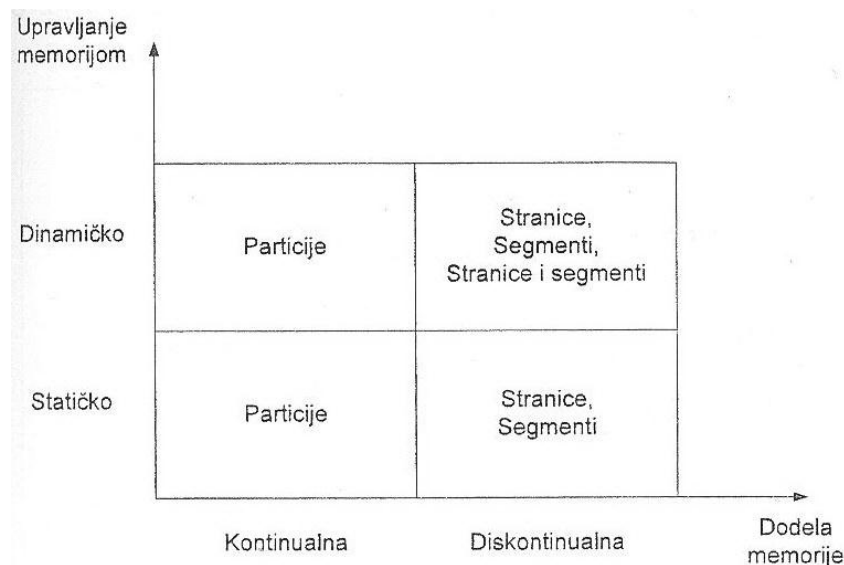 Upravljanje
memorijom
Dinamičko
Particije
Stranice,
Segmenti,
Stranice i segmenti
Statičko
Particije
Stranice,
Segmenti
Kontinualna
Diskontinualna
Dodela
memorije